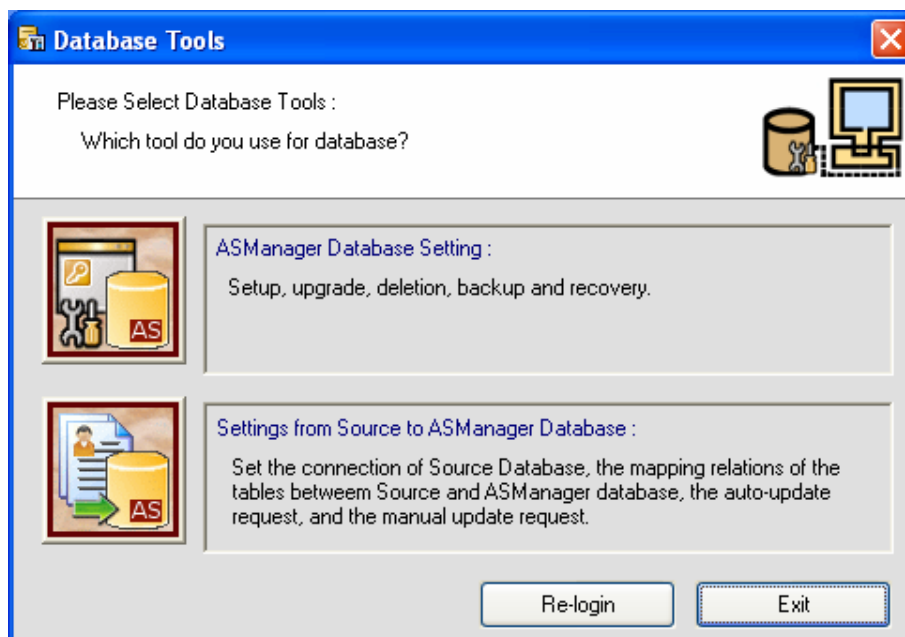 Database Tools
Please Select Database Tools :
Which tool do you use for database?
ASManager Database Setting :
Setup, upgrade, deletion, backup and recovery.
AS
Settings from Source to ASManager Database :
Set the connection of Source Database, the mapping relations of the
tables betweem Source and ASManager database, the auto-update
request, and the manual update request.
AS
Re-login
Exit